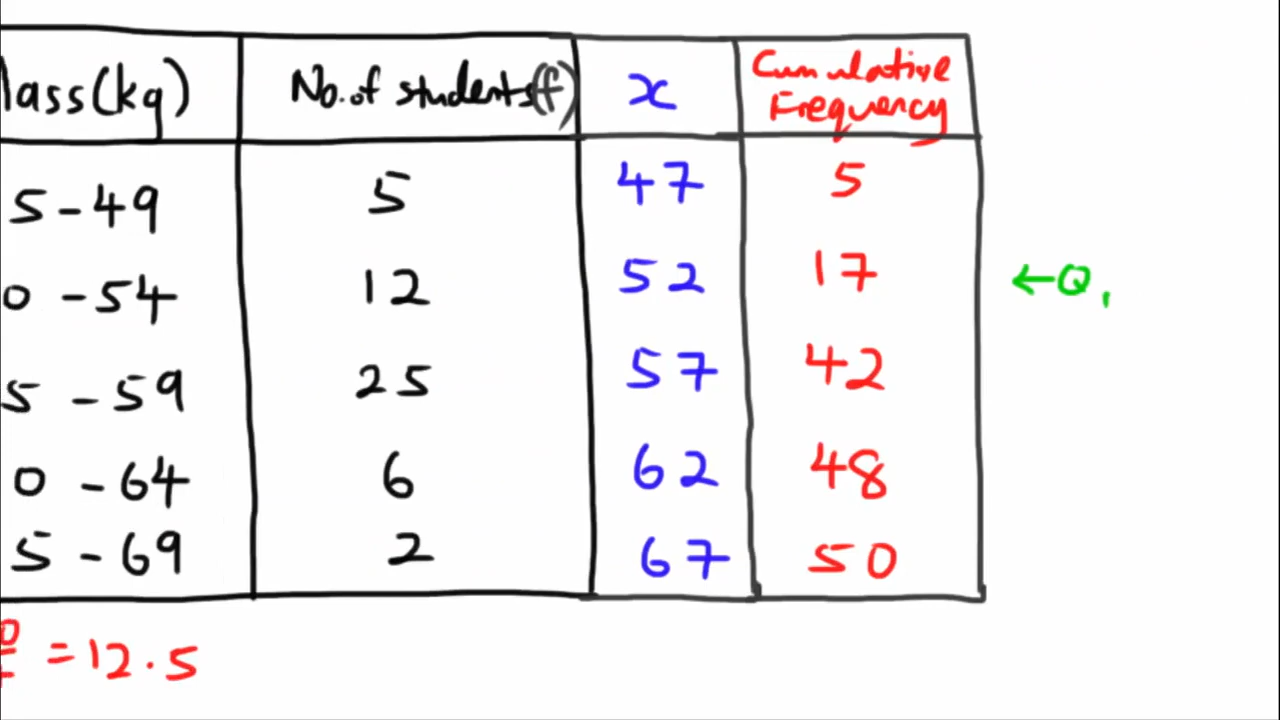 lass(kg) No. of students(f) x Cumulative
Frequency
5-49 5 47 5
0-54 12 52 17 ←Q1
5-59 25 57 42
0-64 6 62 48
5-69 2 67 50
= 12.5